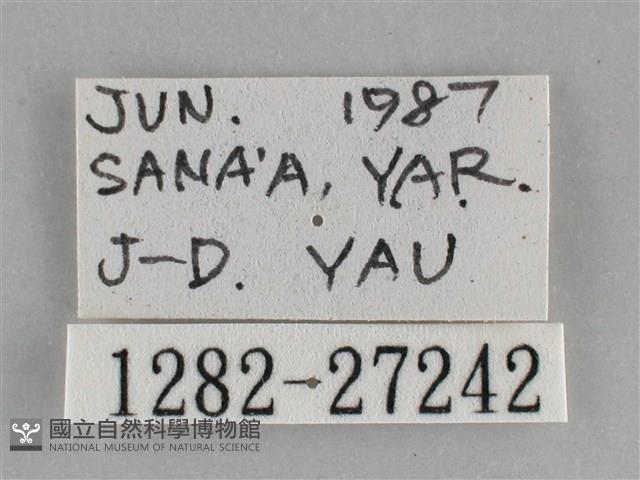 JUN. 1987
SANA'A, Y.A.R.
J-D. YAU
1282-27242
國立自然科學博物館
NATIONAL MUSEUM OF NATURAL SCIENCE